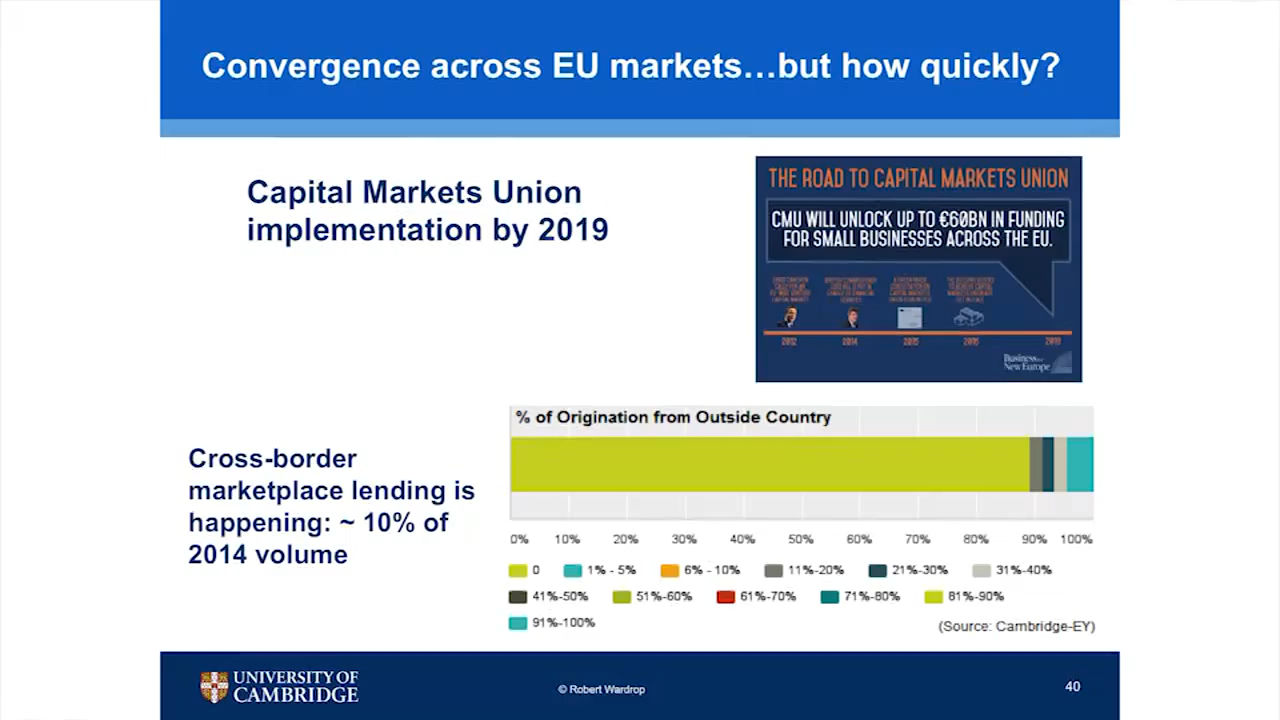 Convergence across EU markets…but how quickly?
Capital Markets Union
implementation by 2019
THE ROAD TO CAPITAL MARKETS UNION
CMU WILL UNLOCK UP TO €60BN IN FUNDING
FOR SMALL BUSINESSES ACROSS THE EU.
2012 2014 2015
Business for
New Europe
% of Origination from Outside Country
Cross-border
marketplace lending is
happening: ~ 10% of
2014 volume
0% 10% 20% 30% 40% 50% 60% 70% 80% 90% 100%
0 1% - 5% 6% - 10% 11%-20% 21%-30% 31%-40%
41%-50% 51%-60% 61%-70% 71%-80% 81%-90%
91%-100%
(Source: Cambridge-EY)
UNIVERSITY OF
CAMBRIDGE
© Robert Wardrop
40